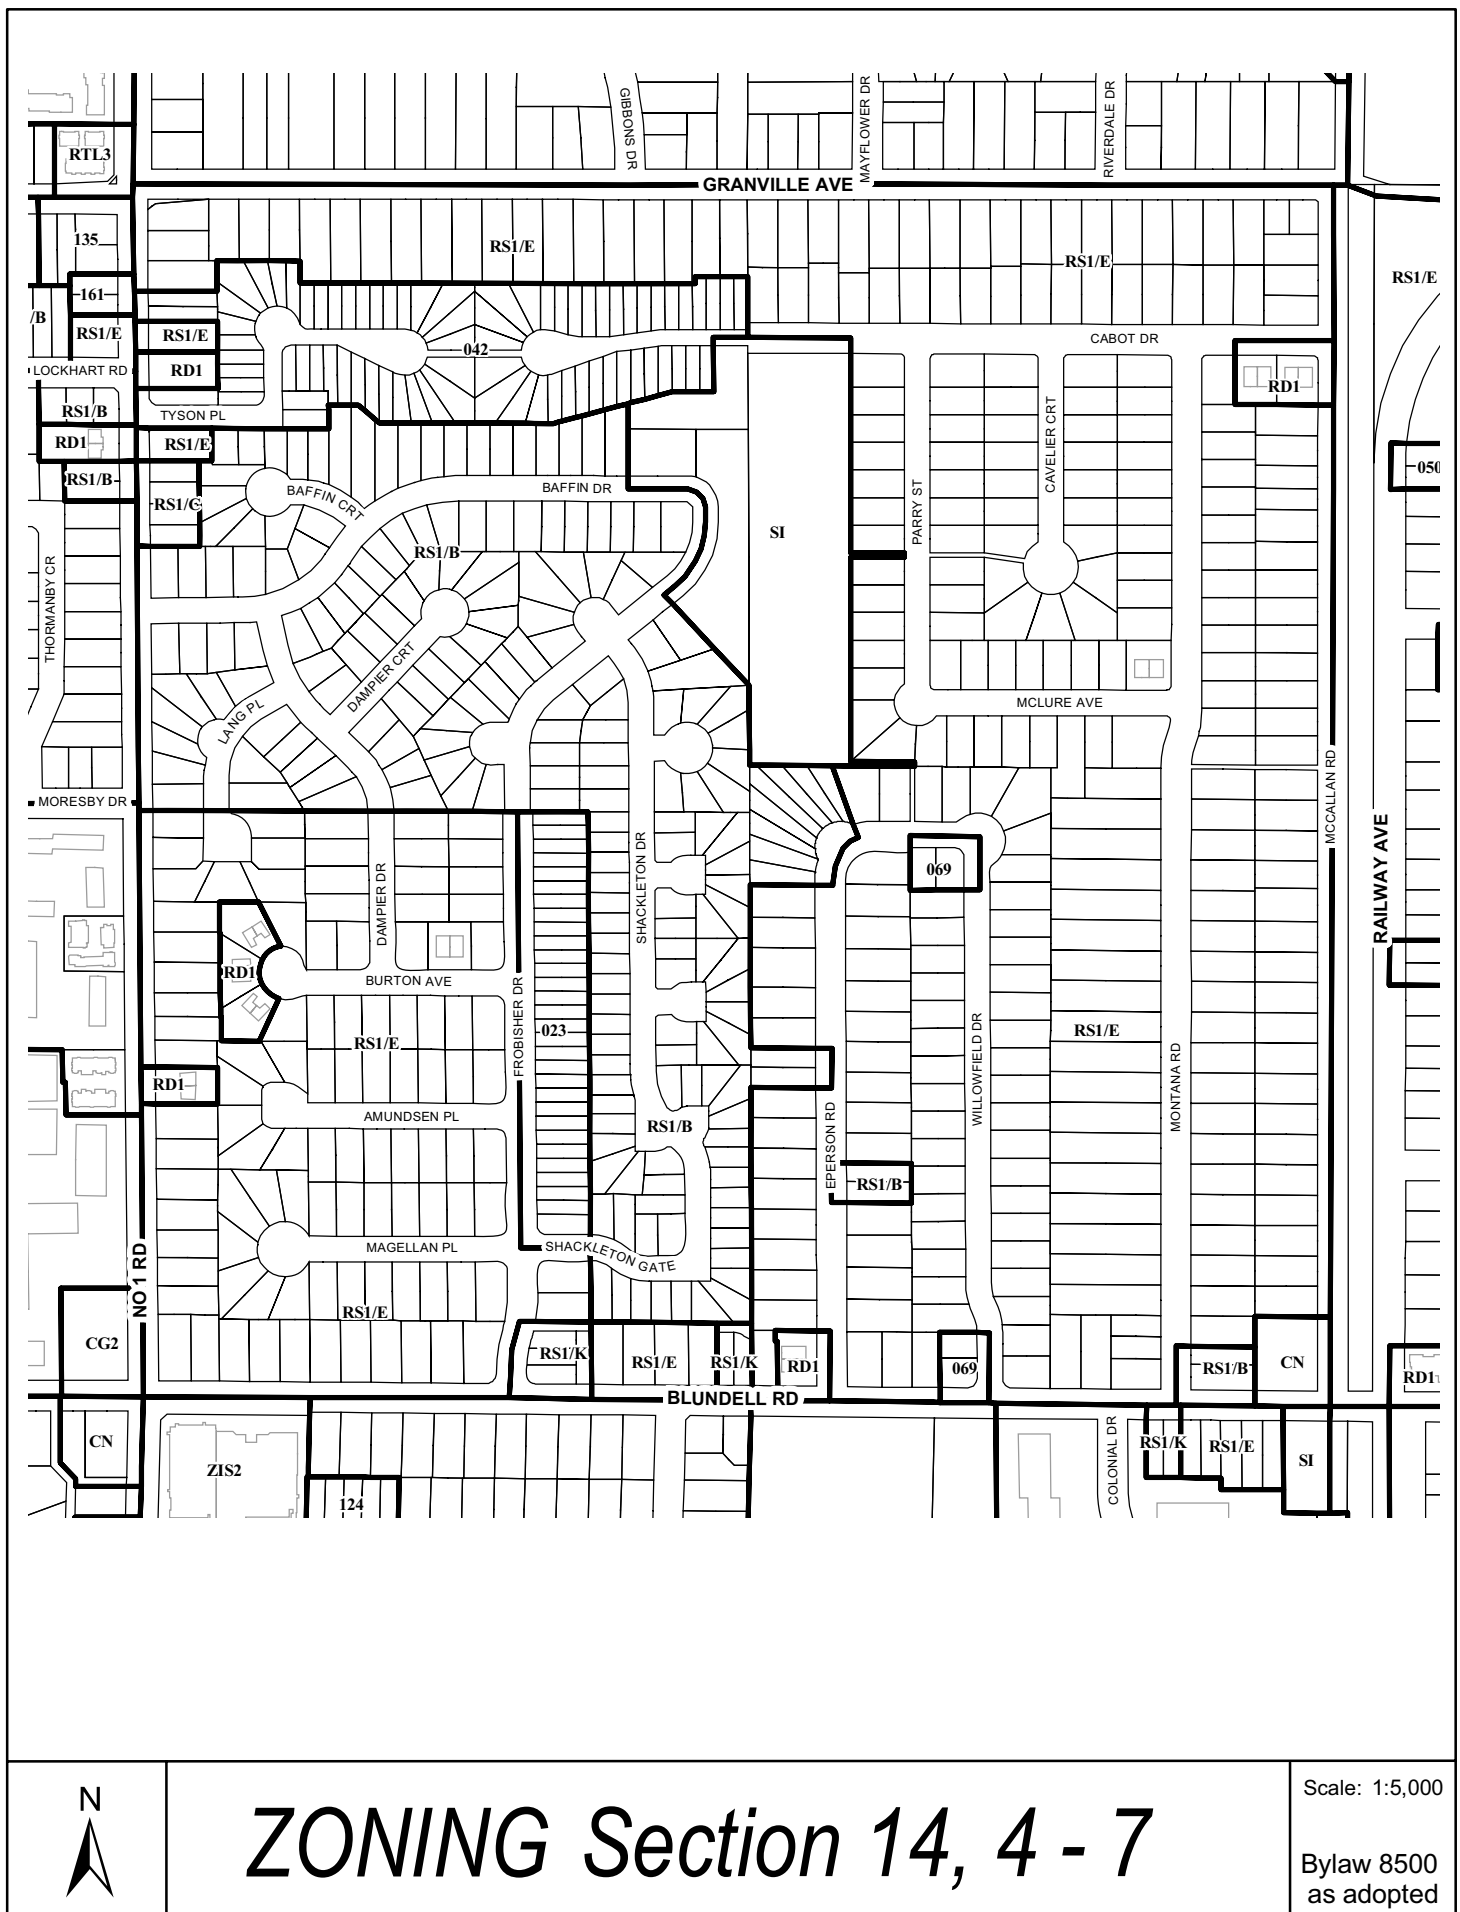 GIBBONS DR
MAYFLOWER DR
RIVERDALE DR
RTL3
GRANVILLE AVE
135
RS1/E
RS1/E
RS1/E
161
/B
RS1/E
RS1/E
CABOT DR
042
LOCKHART RD
RD1
RD1
RS1/B
TYSON PL
CAVELIER CRT
RD1
RS1/E
050
RS1/B
BAFFIN CRT
BAFFIN DR
PARRY ST
RS1/C
SI
RS1/B
THORMANBY CR
DAMPIER CRT
LANG PL
MCLURE AVE
MORESBY DR
MCCALLAN RD
RAILWAY AVE
SHACKLETON DR
069
DAMPIER DR
RD1
BURTON AVE
FROBISHER DR
023
RS1/E
WILLOWFIELD DR
RS1/E
MONTANA RD
RD1
AMUNDSEN PL
RS1/B
EPERSON RD
RS1/B
NO 1 RD
MAGELLAN PL
SHACKLETON GATE
RS1/E
CG2
RS1/K
RS1/E
RS1/K
RD1
069
RS1/B
CN
RD1
BLUNDELL RD
CN
ZIS2
124
COLONIAL DR
RS1/K
RS1/E
SI
N
ZONING Section 14, 4 - 7
Scale: 1:5,000
Bylaw 8500
as adopted